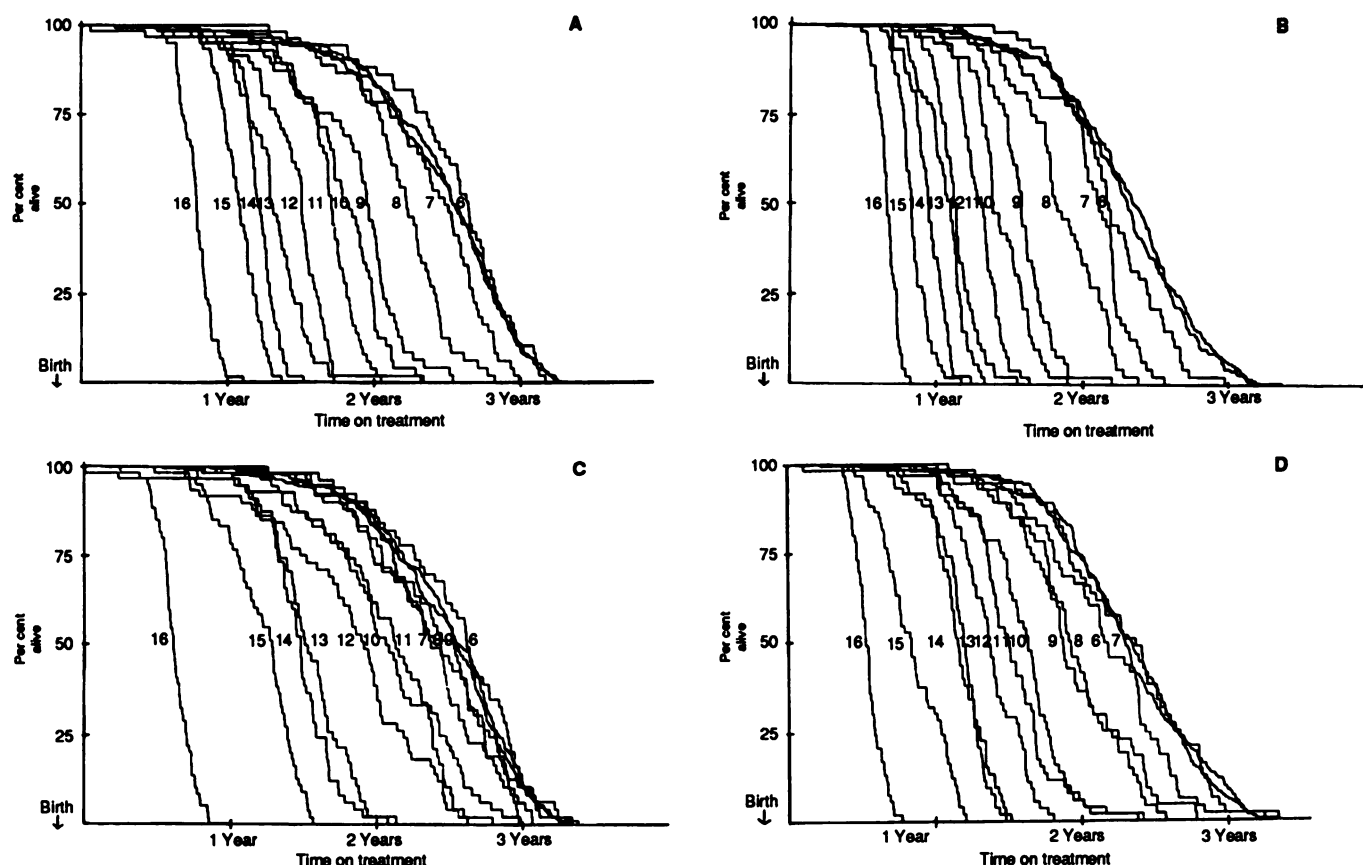 A
100
75
Per cent
alive
50
25
Birth
↓
16 15 14 13 12 11 10 9 8 7 6
1 Year 2 Years 3 Years
Time on treatment
B
100
75
Per cent
alive
50
25
Birth
↓
16 15 14 13 12 11 10 9 8 7 6
1 Year 2 Years 3 Years
Time on treatment
C
100
75
Per cent
alive
50
25
Birth
↓
16 15 14 13 12 10 11 7 9 6
1 Year 2 Years 3 Years
Time on treatment
D
100
75
Per cent
alive
50
25
Birth
↓
16 15 14 13 12 11 10 9 8 6 7
1 Year 2 Years 3 Years
Time on treatment